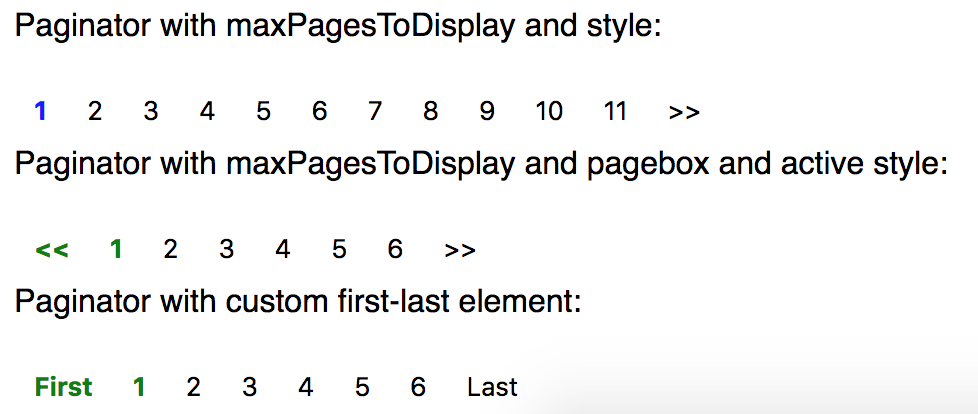 Paginator with maxPagesToDisplay and style:
1 2 3 4 5 6 7 8 9 10 11 >>
Paginator with maxPagesToDisplay and pagebox and active style:
<< 1 2 3 4 5 6 >>
Paginator with custom first-last element:
First 1 2 3 4 5 6 Last